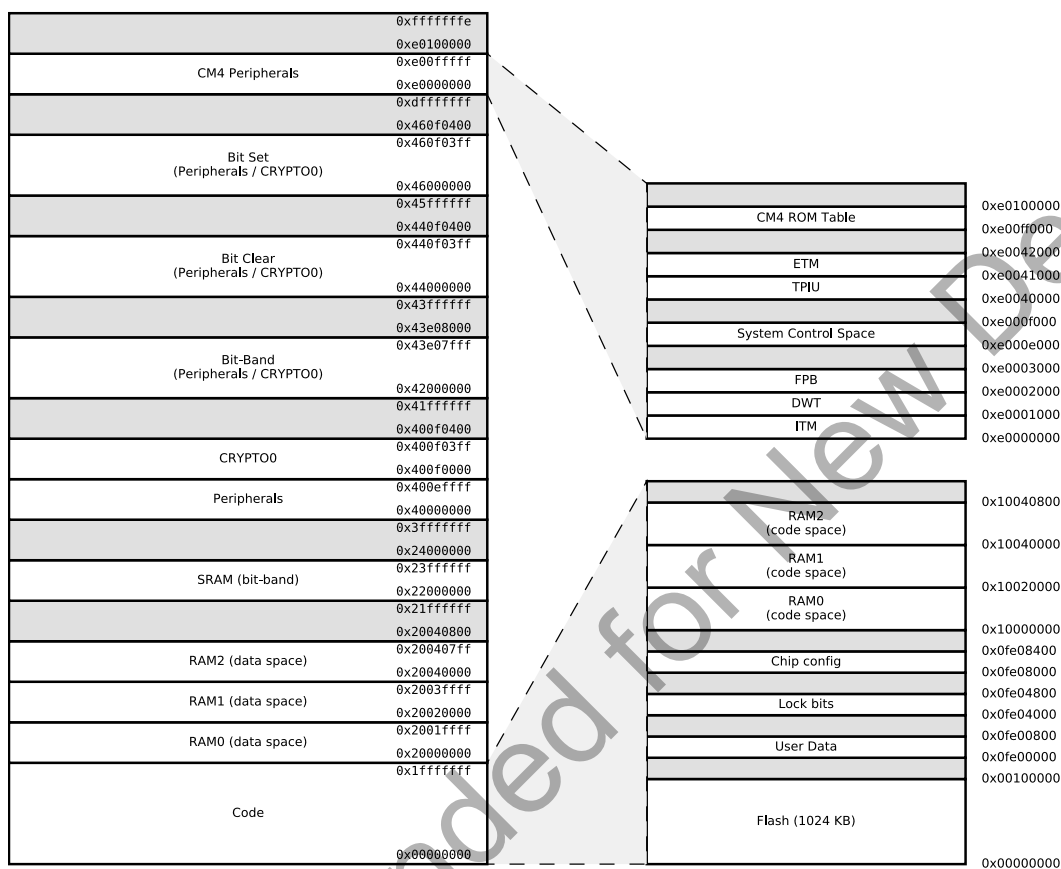 0xfffffffe
0xe0100000
0xe00fffff
CM4 Peripherals
0xe0000000
0xdfffffff
0x460f0400
0x460f03ff
Bit Set
(Peripherals / CRYPTO0)
0x46000000
0x45ffffff
0x440f0400
0x440f03ff
Bit Clear
(Peripherals / CRYPTO0)
0x44000000
0x43ffffff
0x43e08000
0x43e07fff
Bit-Band
(Peripherals / CRYPTO0)
0x42000000
0x41ffffff
0x400f0400
0x400f03ff
CRYPTO0
0x400f0000
0x400effff
Peripherals
0x40000000
0x3fffffff
0x24000000
0x23ffffff
SRAM (bit-band)
0x22000000
0x21ffffff
0x20040800
0x200407ff
RAM2 (data space)
0x20040000
0x2003ffff
RAM1 (data space)
0x20020000
0x2001ffff
RAM0 (data space)
0x20000000
0x1fffffff
Code
0x00000000
0xe0100000
CM4 ROM Table
0xe00ff000
0xe0042000
ETM
0xe0041000
TPIU
0xe0040000
0xe000f000
System Control Space
0xe000e000
0xe0003000
FPB
0xe0002000
DWT
0xe0001000
ITM
0xe0000000
0x10040800
RAM2
(code space)
0x10040000
RAM1
(code space)
0x10020000
RAM0
(code space)
0x10000000
0x0fe08400
Chip config
0x0fe08000
0x0fe04800
Lock bits
0x0fe04000
0x0fe00800
User Data
0x0fe00000
0x00100000
Flash (1024 KB)
0x00000000
nded for New De